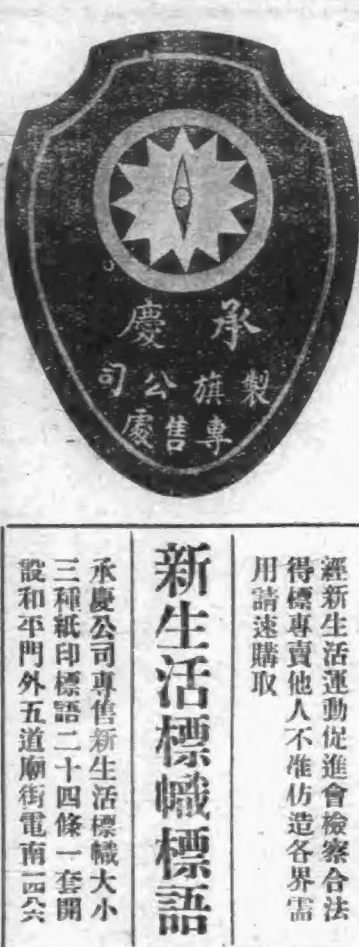 承慶
製旗公司
專售處
經新生活運動促進會檢察合法
得標專賣他人不准仿造各界需
用請速購取
新生活標幟標語
承慶公司專售新生活標幟大小
三種紙印標語二十四條一套開
設和平門外五道廟街電南一四八六